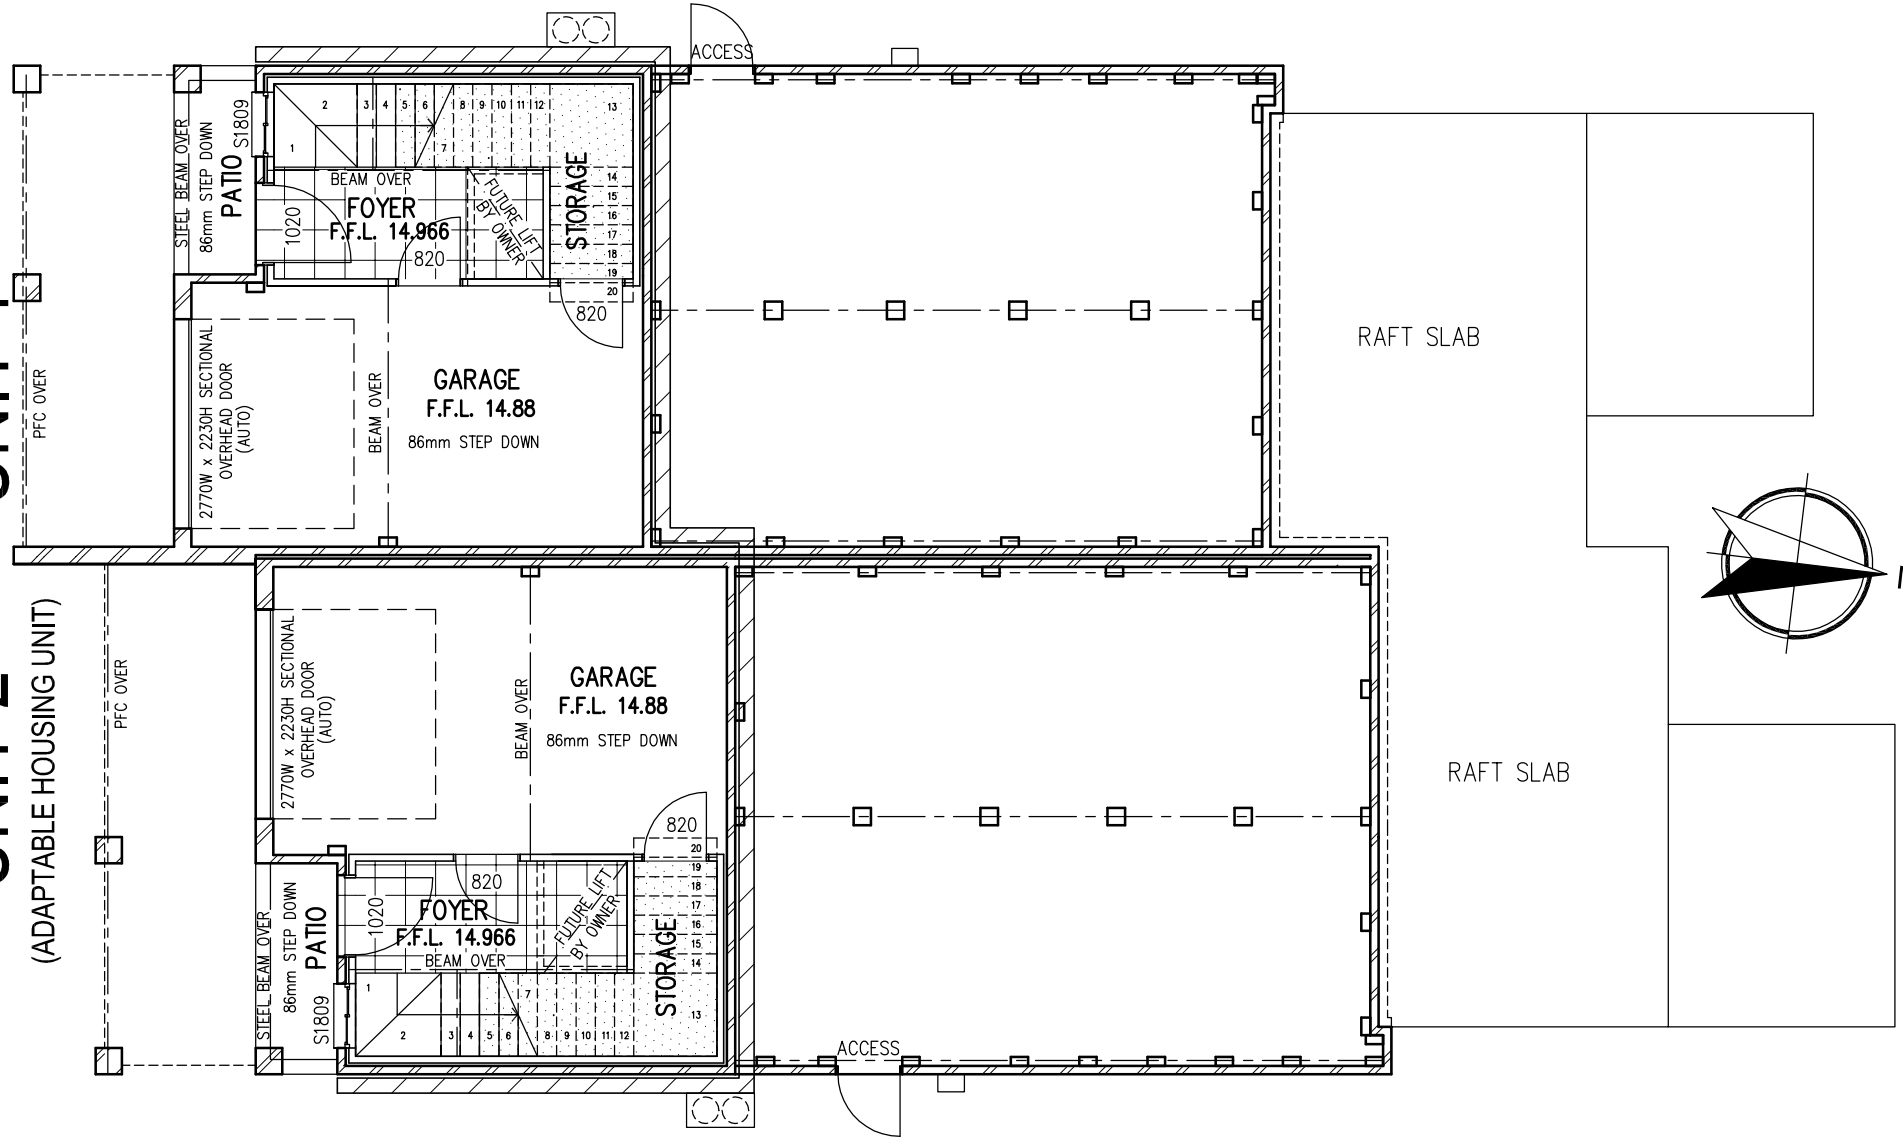 ACCESS
STEEL BEAM OVER
86mm STEP DOWN
PATIO
S1809
1
2
3
4
5
6
7
8
9
10
11
12
13
14
15
16
17
18
19
20
BEAM OVER
FOYER
F.F.L. 14.966
1020
820
FUTURE LIFT
BY OWNER
STORAGE
820
PFC OVER
2770W x 2230H SECTIONAL
OVERHEAD DOOR
(AUTO)
BEAM OVER
GARAGE
F.F.L. 14.88
86mm STEP DOWN
RAFT SLAB
(ADAPTABLE HOUSING UNIT)
PFC OVER
2770W x 2230H SECTIONAL
OVERHEAD DOOR
(AUTO)
BEAM OVER
GARAGE
F.F.L. 14.88
86mm STEP DOWN
RAFT SLAB
820
20
19
18
17
16
15
14
13
STORAGE
820
1020
FOYER
F.F.L. 14.966
BEAM OVER
FUTURE LIFT
BY OWNER
STEEL BEAM OVER
86mm STEP DOWN
PATIO
S1809
1
2
3
4
5
6
7
8
9
10
11
12
ACCESS